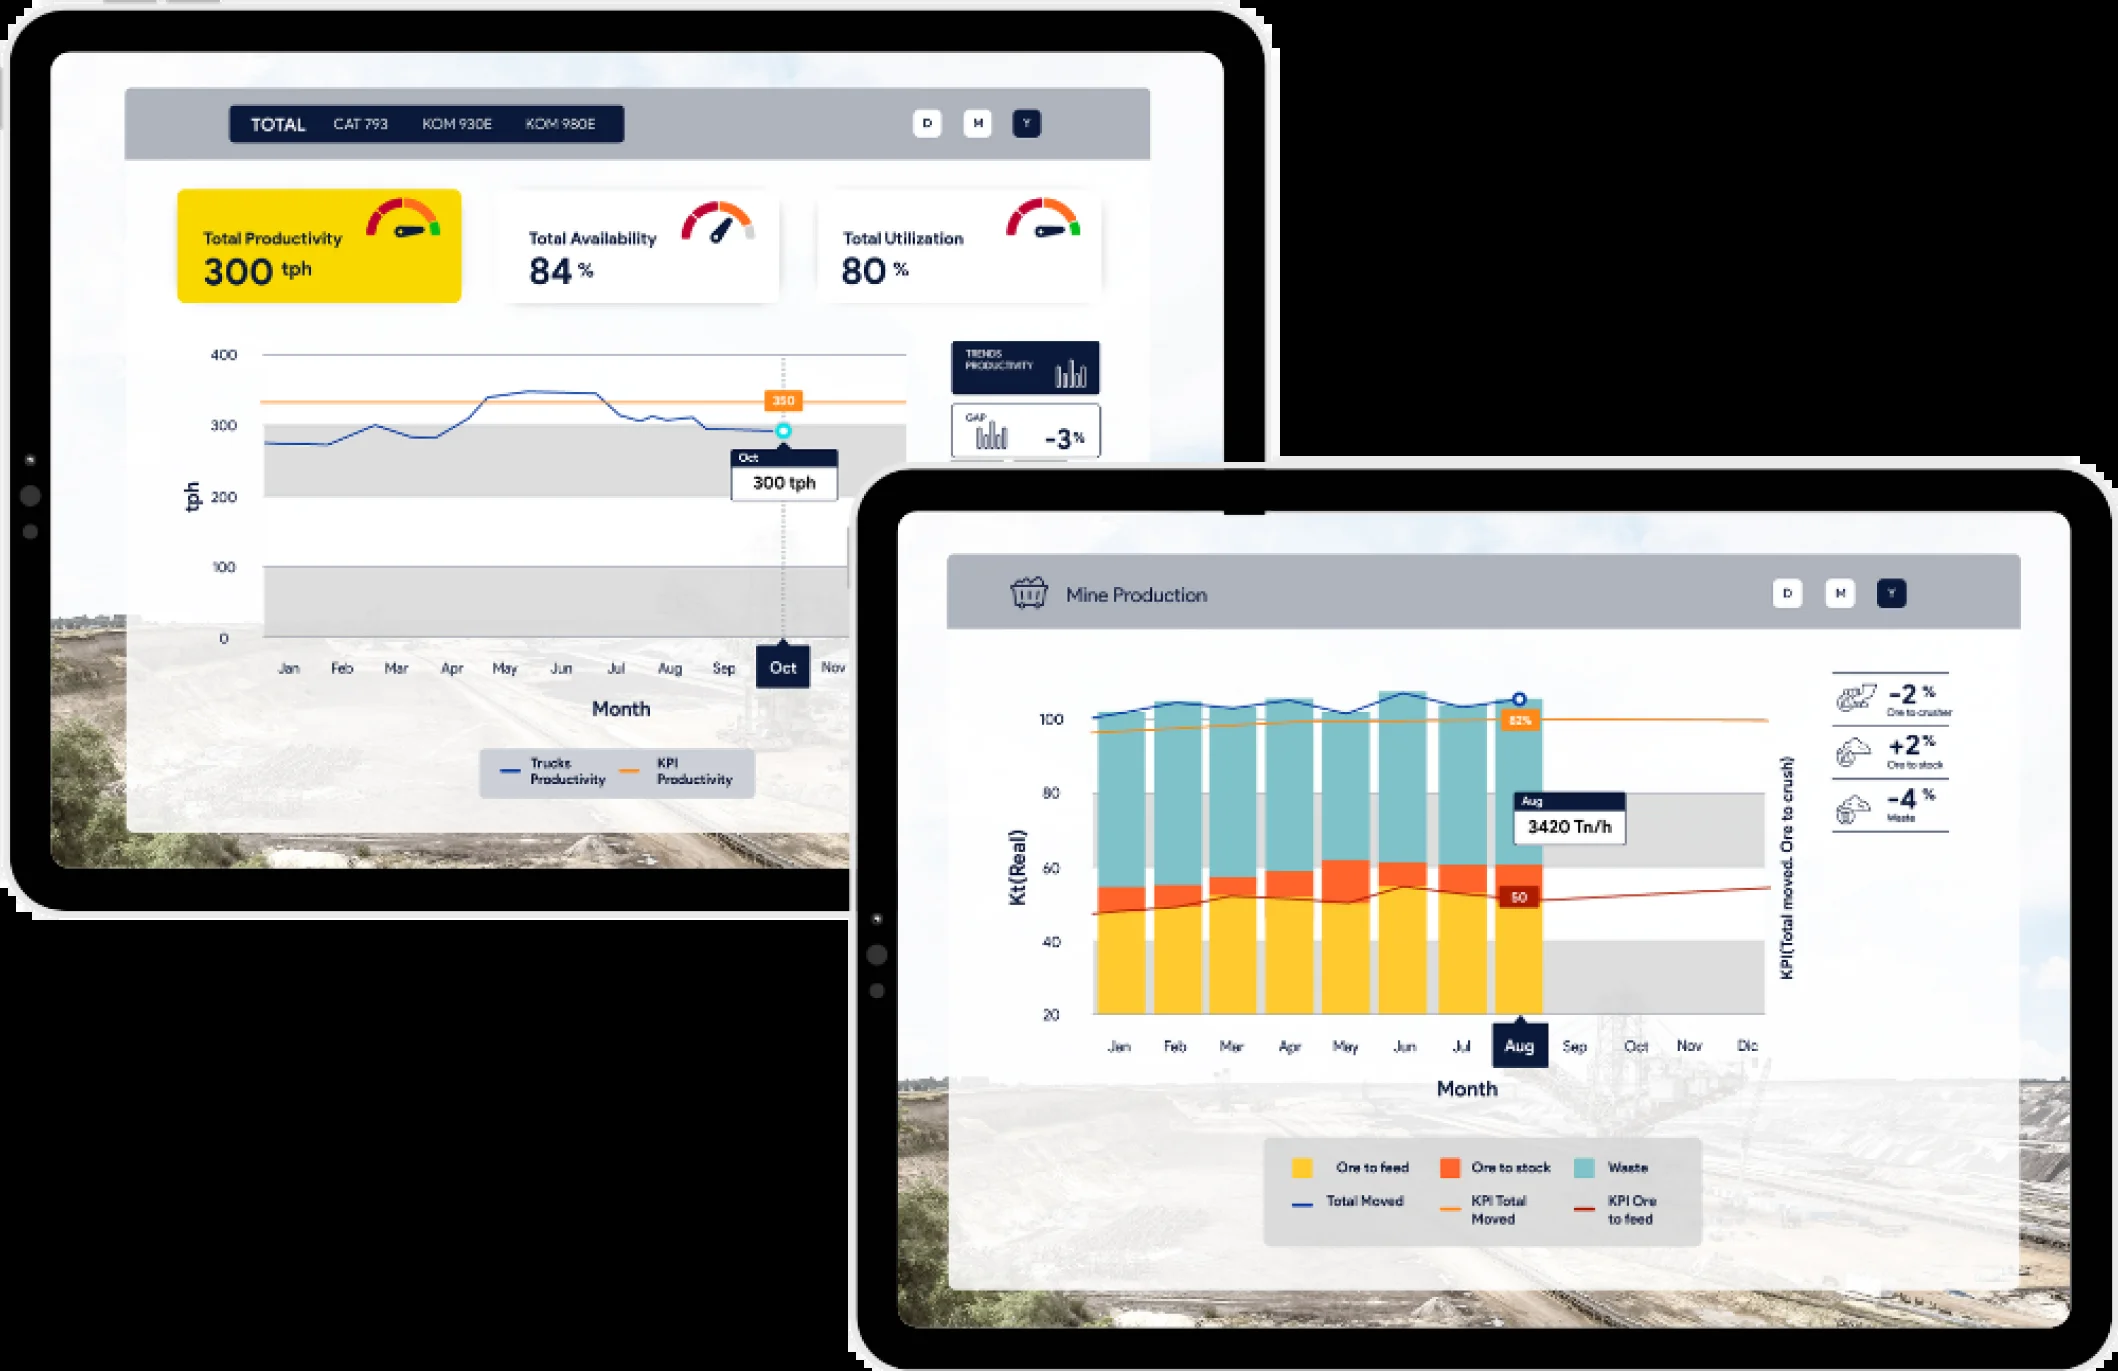 TOTAL CAT 793 KOM 930E KOM 980E
D M Y
Total Productivity
300 tph
Total Availability
84 %
Total Utilization
80 %
400
300
200
100
0
tph
350
Oct
300 tph
TRENDS
PRODUCTIVITY
GAP
-3%
Jan Feb Mar Apr May Jun Jul Aug Sep Oct Nov
Month
Trucks
Productivity
KPI
Productivity
Mine Production
D M Y
100
80
60
40
20
Kt(Real)
82%
Aug
3420 Tn/h
50
KPI(Total moved. Ore to crush)
-2 %
Ore to crusher
+2%
Ore to stock
-4 %
Waste
Jan Feb Mar Apr May Jun Jul Aug Sep Oct Nov Dic
Month
Ore to feed
Ore to stock
Waste
Total Moved
KPI Total
Moved
KPI Ore
to feed